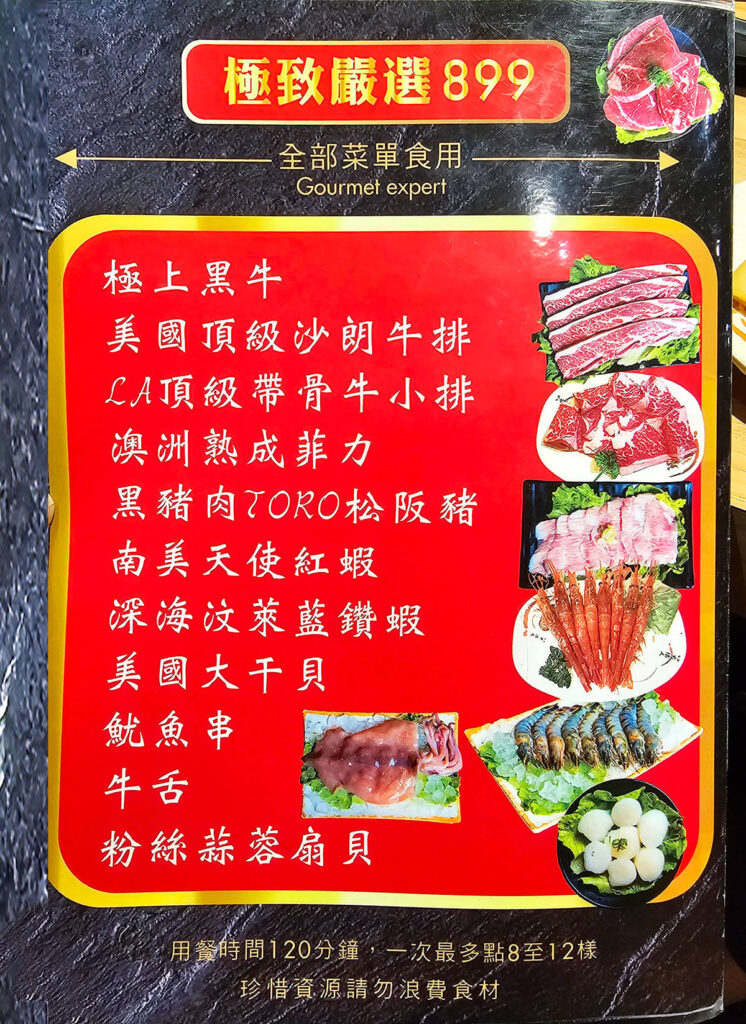 極致嚴選899
全部菜單食用
Gourmet expert
極上黑牛
美國頂級沙朗牛排
LA頂級帶骨牛小排
澳洲熟成菲力
黑豬肉TORO松阪豬
南美天使紅蝦
深海汶萊藍鑽蝦
美國大干貝
魷魚串
牛舌
粉絲蒜蓉扇貝
用餐時間120分鐘，一次最多點8至12樣
珍惜資源請勿浪費食材